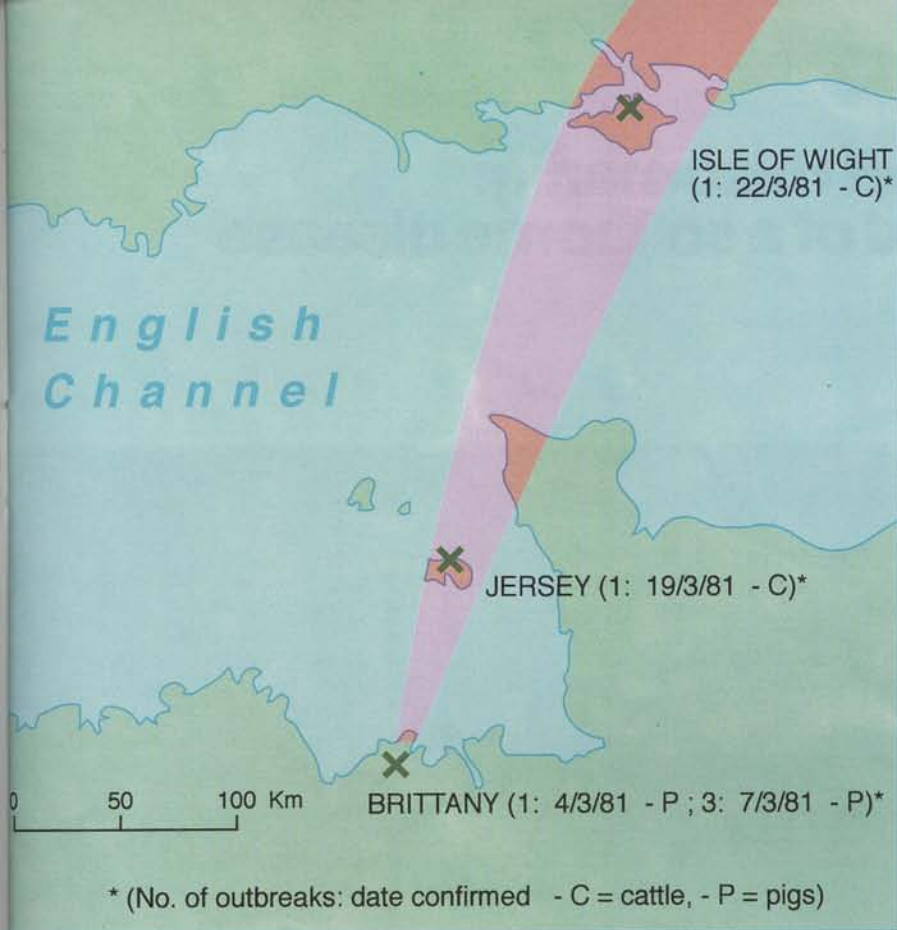 ISLE OF WIGHT
(1: 22/3/81 - C)*
English
Channel
JERSEY (1: 19/3/81 - C)*
0 50 100 Km
BRITTANY (1: 4/3/81 - P ; 3: 7/3/81 - P)*
* (No. of outbreaks: date confirmed - C = cattle, - P = pigs)